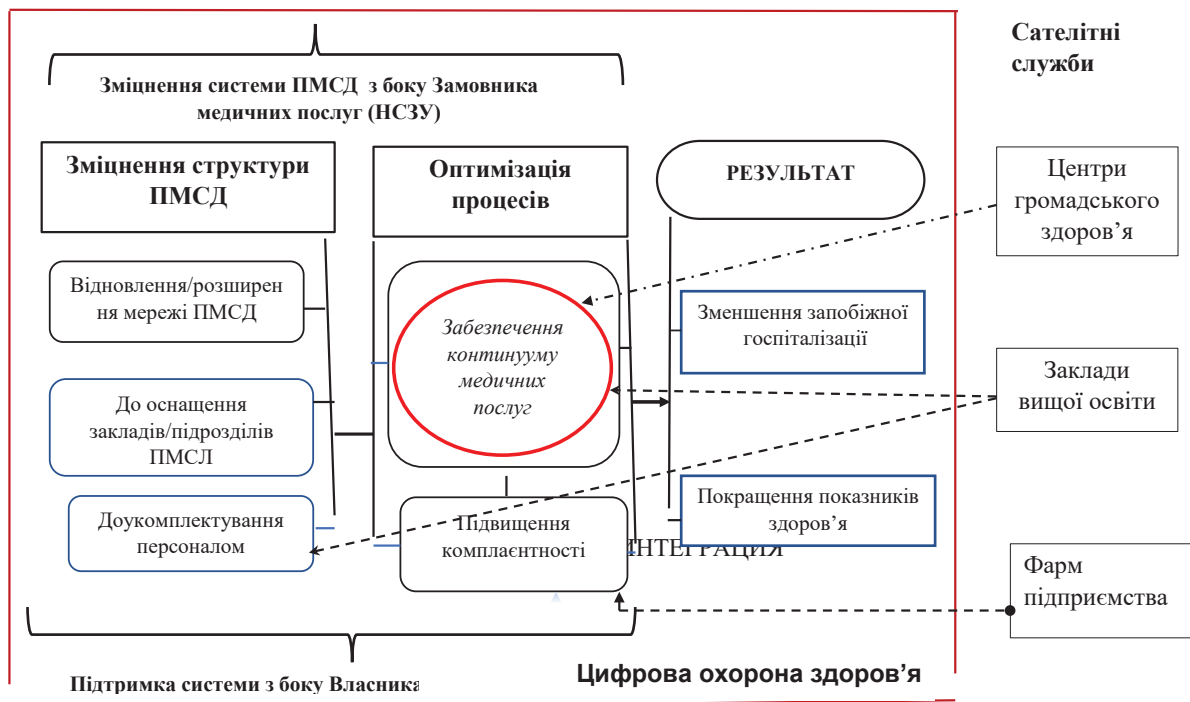 Зміцнення системи ПМСД з боку Замовника
медичних послуг (НСЗУ)
Зміцнення структури
ПМСД
Відновлення/розширен
ня мережі ПМСД
До оснащення
закладів/підрозділів
ПМСЛ
Доукомплектування
персоналом
Оптимізація
процесів
Забезпечення
континууму
медичних
послуг
Підвищення
комплаєнтності
РЕЗУЛЬТАТ
Зменшення запобіжної
госпіталізації
Покращення показників
здоров’я
ИНТЕГРАЦИЯ
Підтримка системи з боку Власника
Цифрова охорона здоров’я
Сателітні
служби
Центри
громадського
здоров’я
Заклади
вищої освіти
Фарм
підприємства